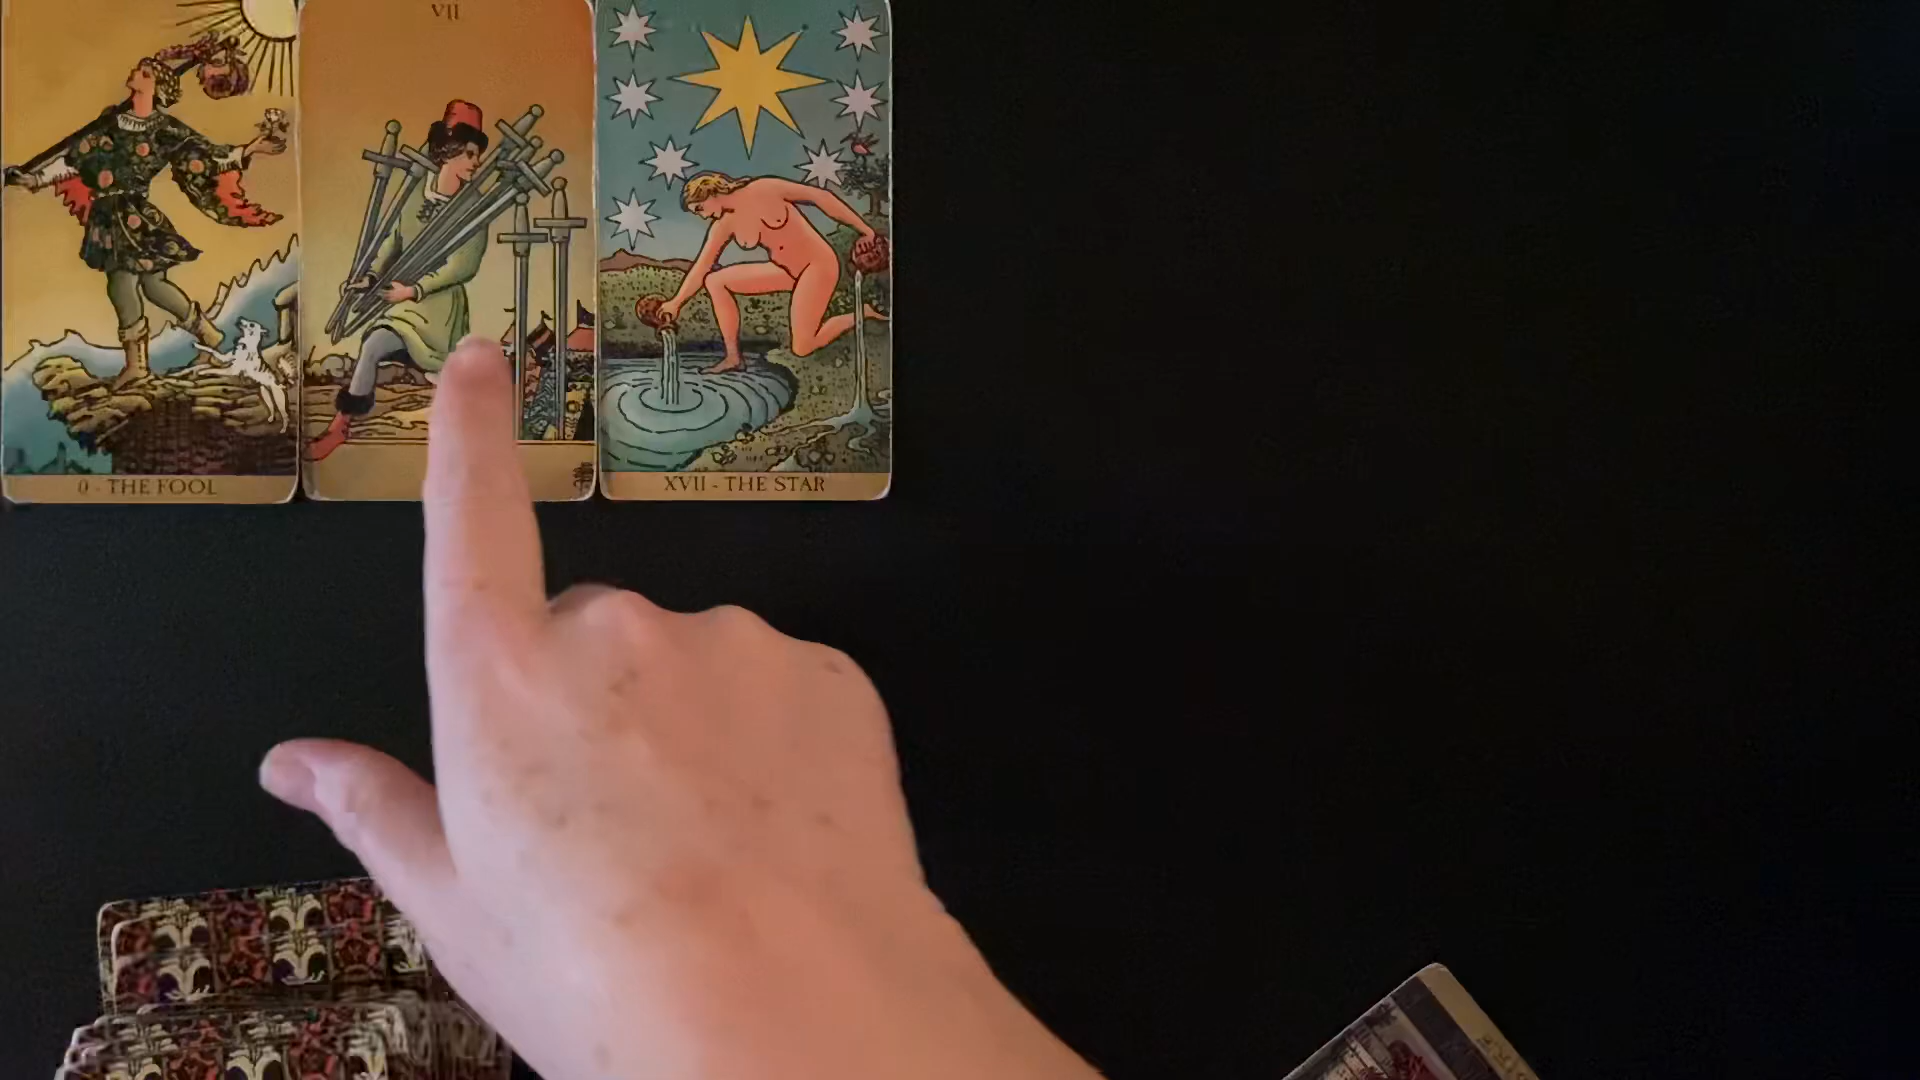 VII
0 - THE FOOL
XVII - THE STAR